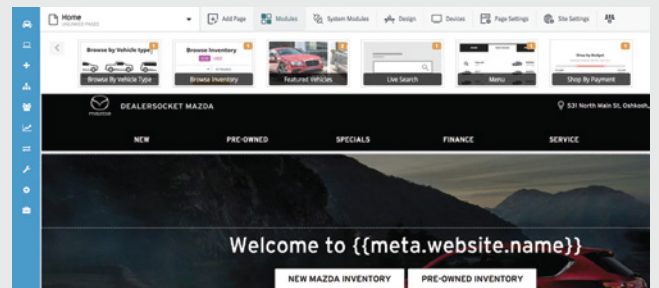 Home
UNLINKED PAGES
Add Page
Modules
System Modules
Design
Devices
Page Settings
Site Settings
Browse by Vehicle type
Browse By Vehicle Type
Browse Inventory
Browse Inventory
Featured Vehicles
Live Search
Menu
Shop by Budget
Shop By Payment
mazda
DEALERSOCKET MAZDA
531 North Main St, Oshkosh,
NEW
PRE-OWNED
SPECIALS
FINANCE
SERVICE
Welcome to {{meta.website.name}}
NEW MAZDA INVENTORY
PRE-OWNED INVENTORY